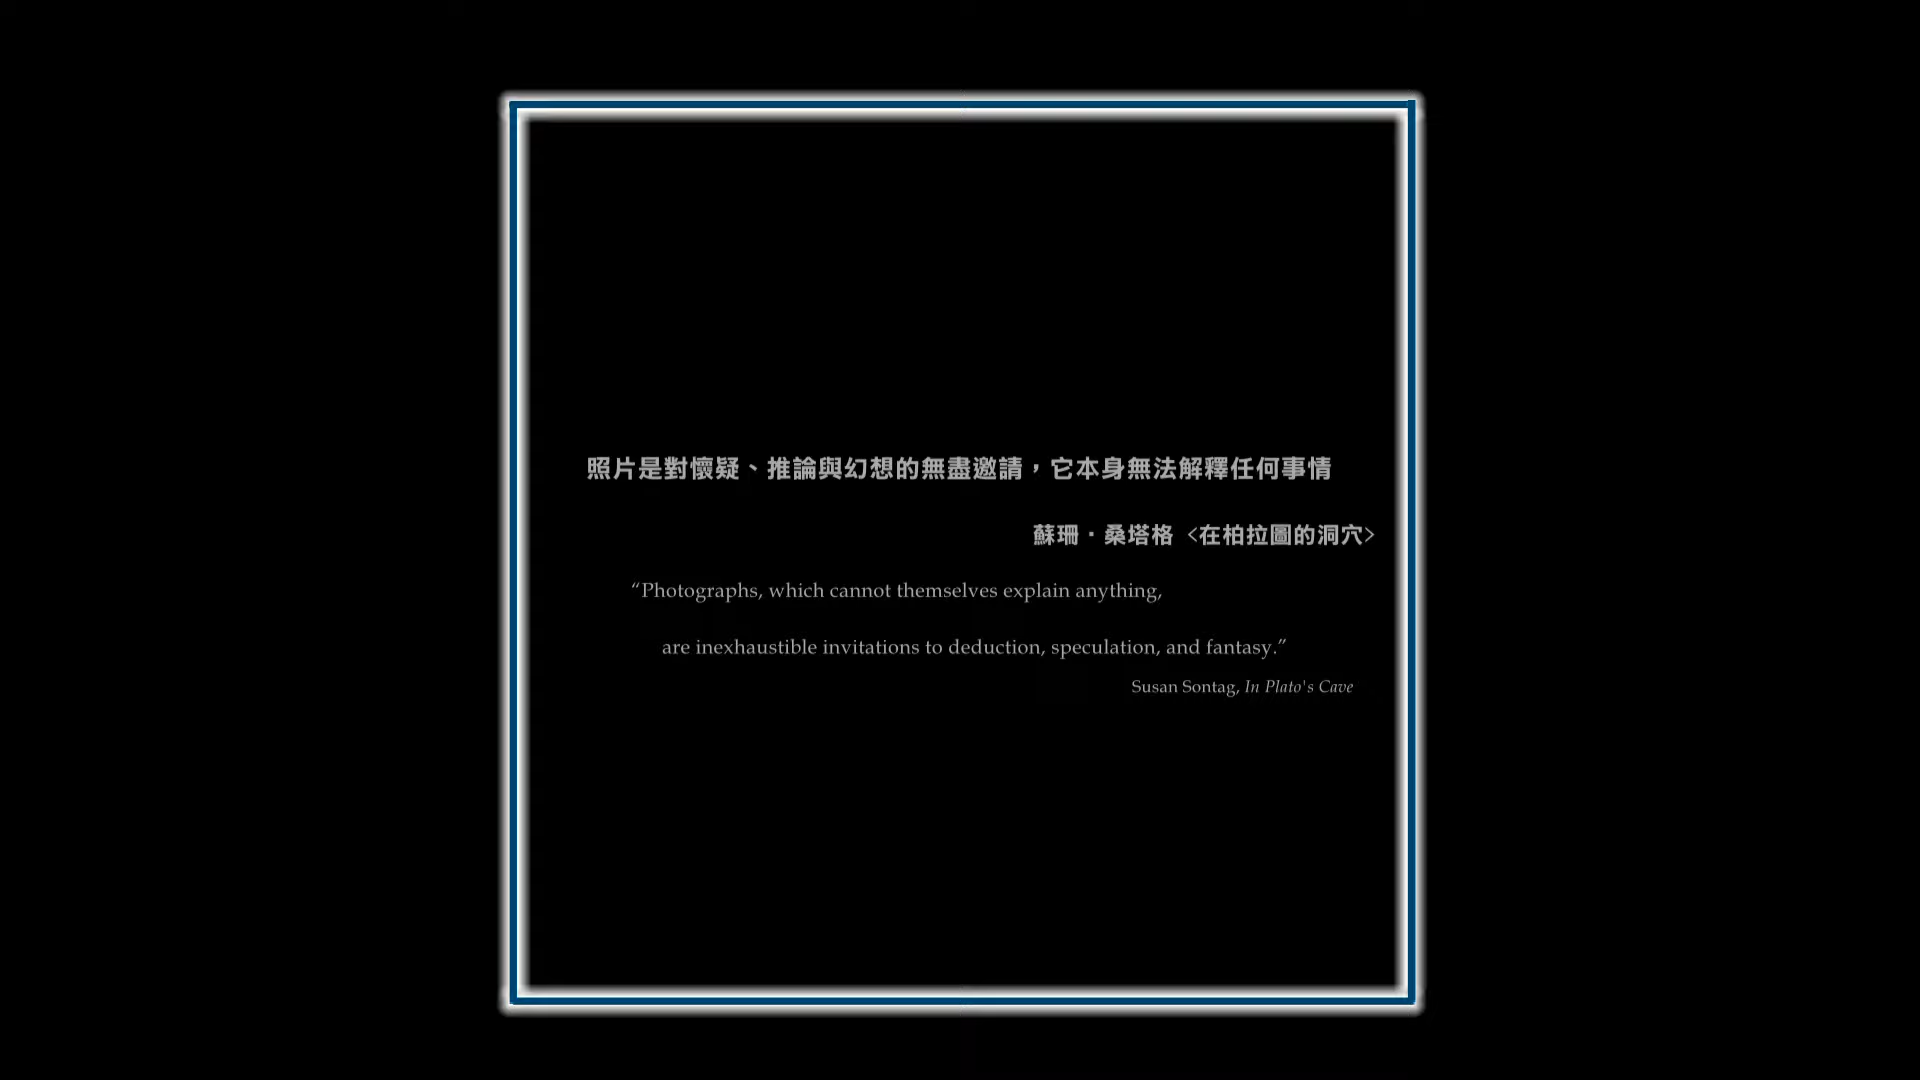 照片是對懷疑、推論與幻想的無盡邀請，它本身無法解釋任何事情
蘇珊·桑塔格 <在柏拉圖的洞穴>
“Photographs, which cannot themselves explain anything,
are inexhaustible invitations to deduction, speculation, and fantasy.”
Susan Sontag, In Plato's Cave